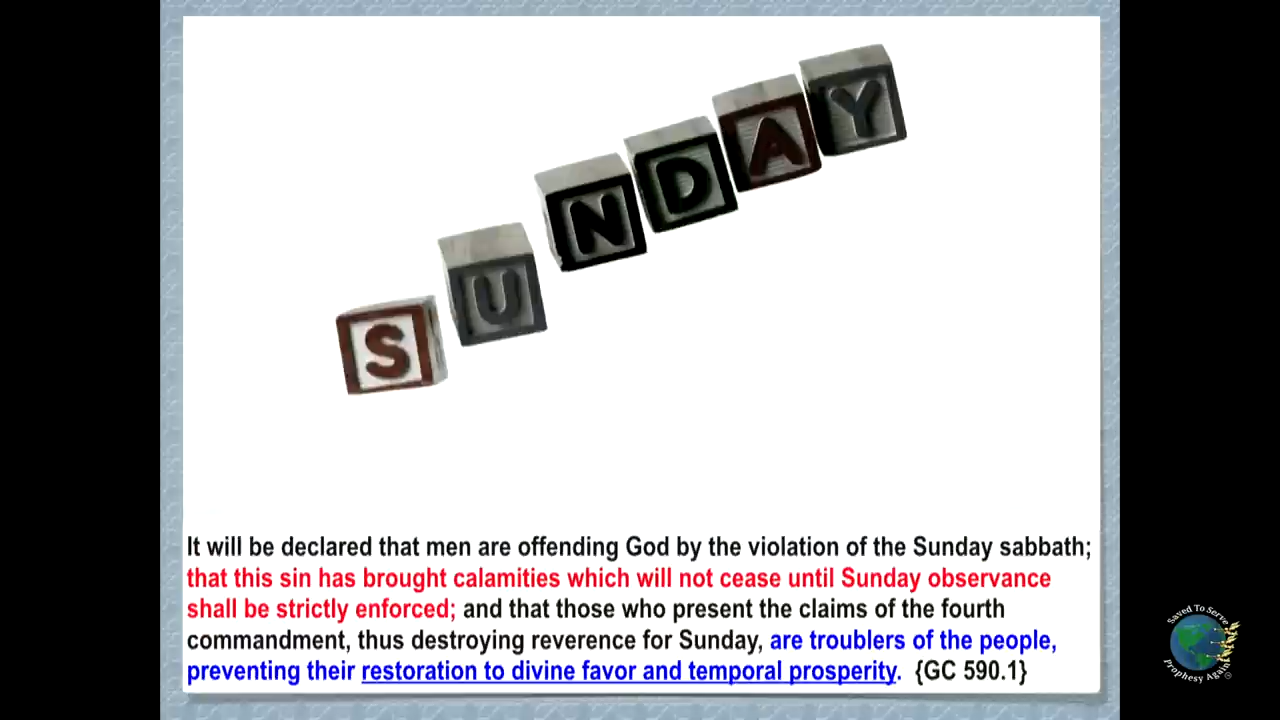 SUNDAY
It will be declared that men are offending God by the violation of the Sunday sabbath;
that this sin has brought calamities which will not cease until Sunday observance
shall be strictly enforced; and that those who present the claims of the fourth
commandment, thus destroying reverence for Sunday, are troublers of the people,
preventing their restoration to divine favor and temporal prosperity. {GC 590.1}
Saved To Serve
Prophesy Again